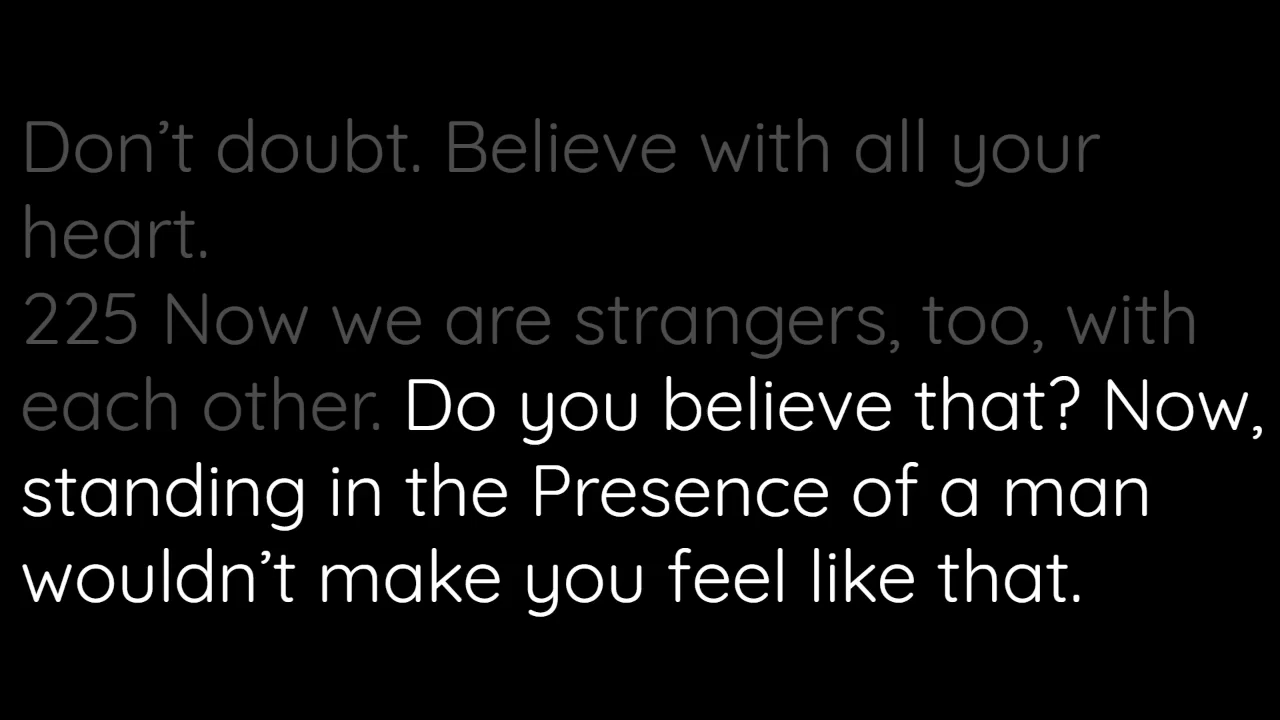 Don’t doubt. Believe with all your
heart.
225 Now we are strangers, too, with
each other. Do you believe that? Now,
standing in the Presence of a man
wouldn’t make you feel like that.